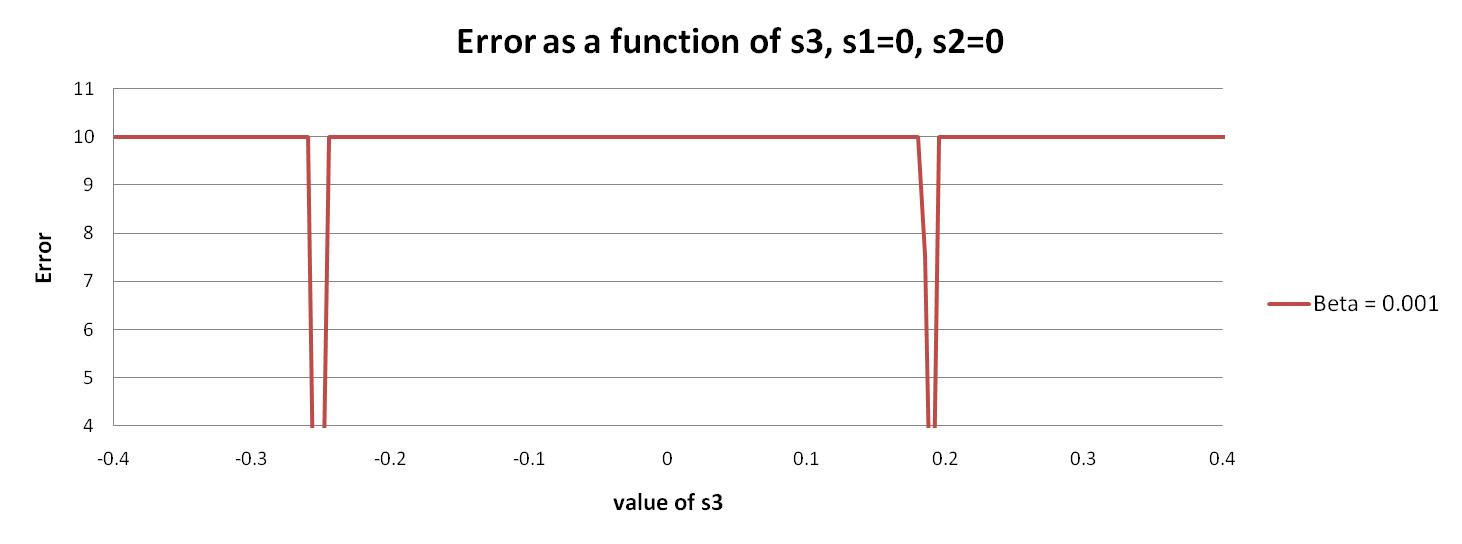 Error as a function of s3, s1=0, s2=0
11
10
9
8
7
6
5
4
Error
-0.4 -0.3 -0.2 -0.1 0 0.1 0.2 0.3 0.4
value of s3
Beta = 0.001